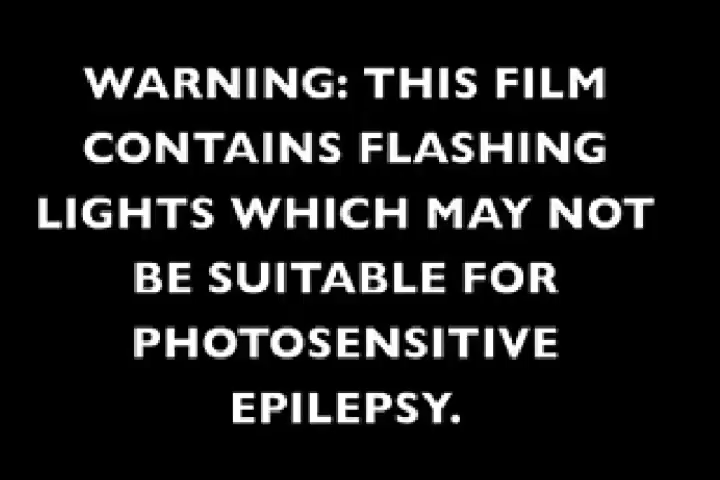 WARNING: THIS FILM
CONTAINS FLASHING
LIGHTS WHICH MAY NOT
BE SUITABLE FOR
PHOTOSENSITIVE
EPILEPSY.